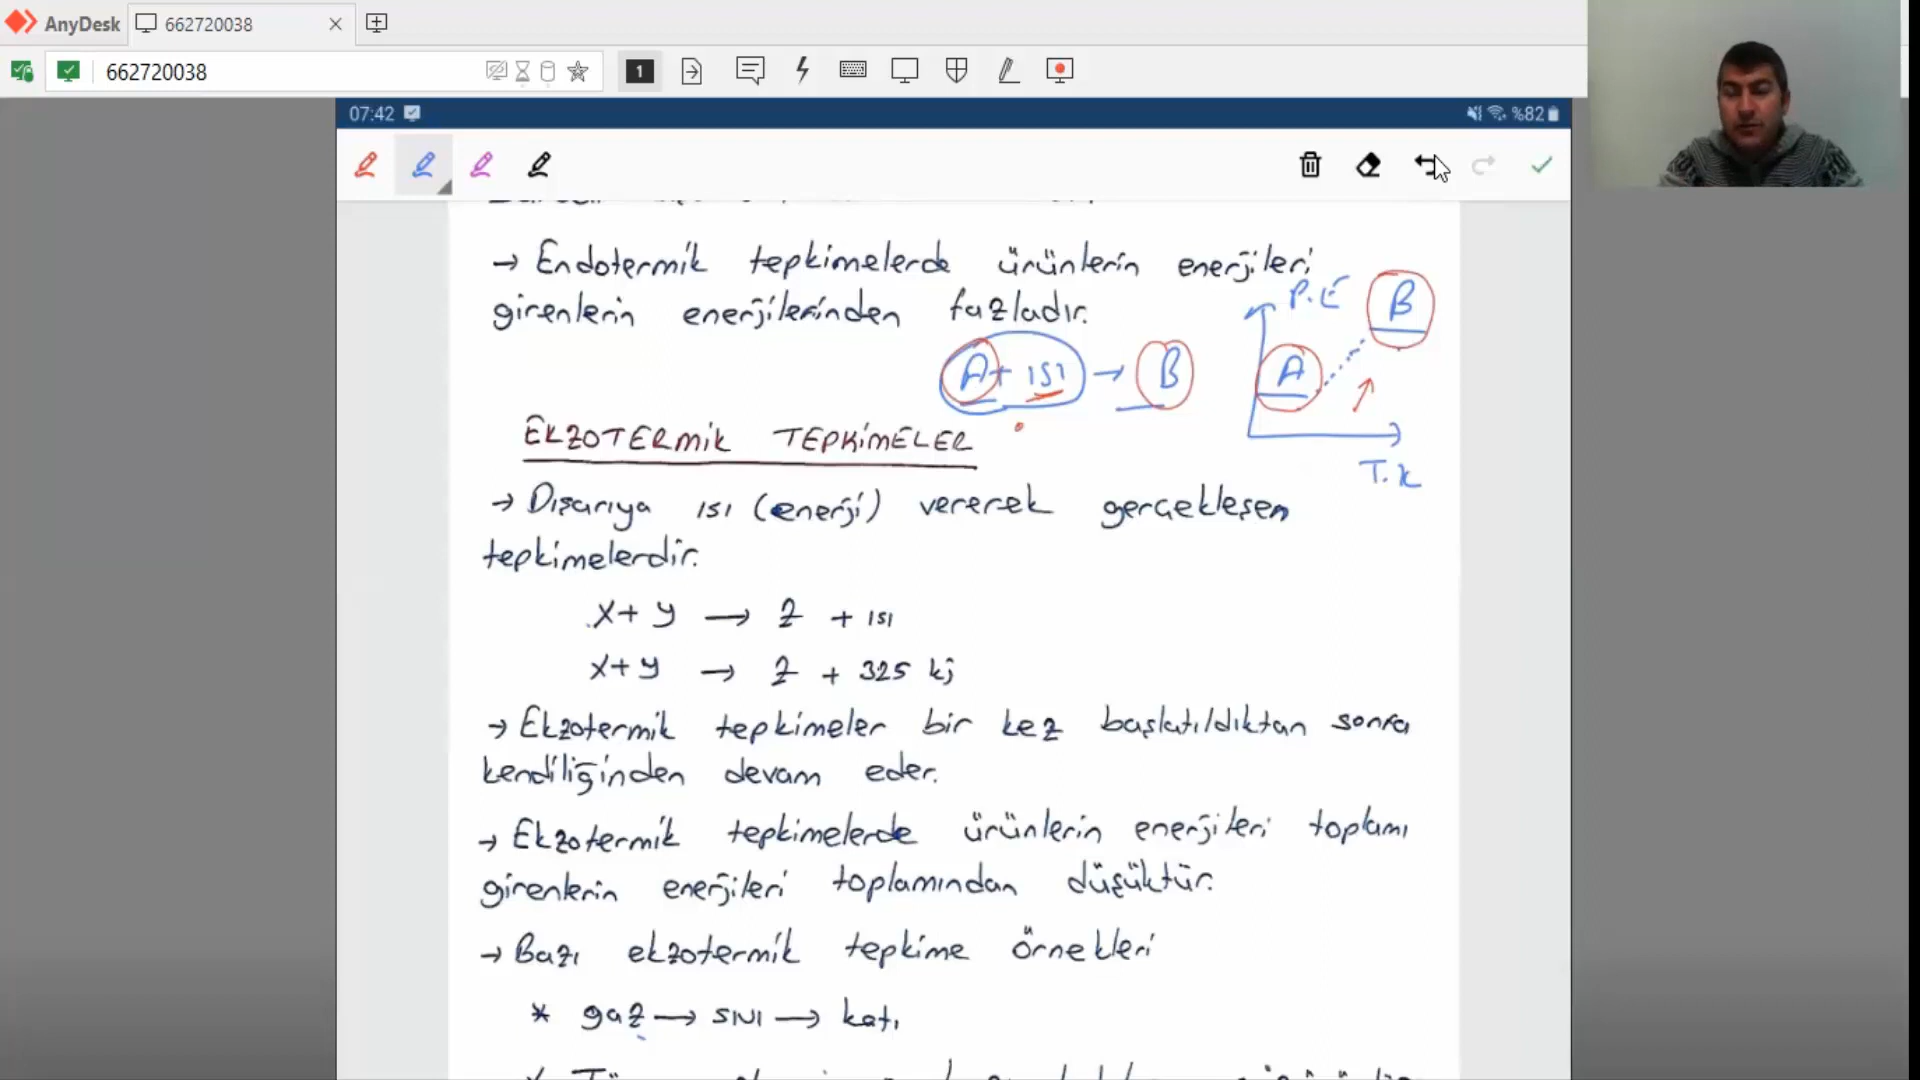 AnyDesk 662720038
662720038 1
07:42 %82
→ Endotermik tepkimelerde ürünlerin enerjileri
girenlerin enerjilerinden fazladır.
P.E B
A
A + ısı → B
T.K
EKZOTERMİK TEPKİMELER
→ Dışarıya ısı (enerji) vererek gerçekleşen
tepkimelerdir.
X + Y → Z + ısı
X + Y → Z + 325 kj
→ Ekzotermik tepkimeler bir kez başlatıldıktan sonra
kendiliğinden devam eder.
→ Ekzotermik tepkimelerde ürünlerin enerjileri toplamı
girenlerin enerjileri toplamından düşüktür.
→ Bazı ekzotermik tepkime örnekleri
* gaz → sıvı → katı